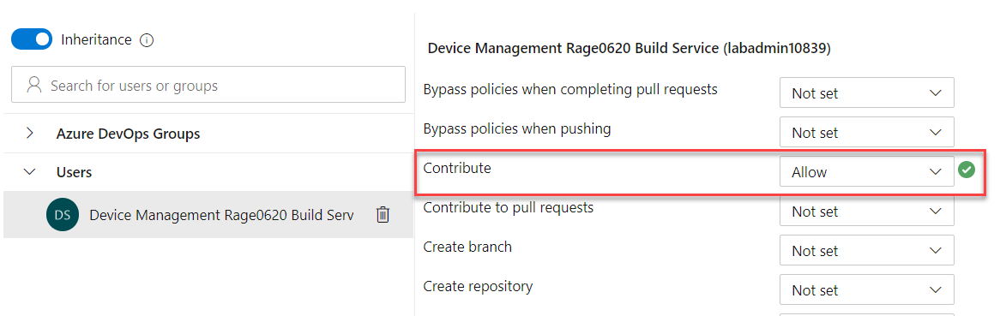 Inheritance
Search for users or groups
Azure DevOps Groups
Users
DS Device Management Rage0620 Build Serv
Device Management Rage0620 Build Service (labadmin10839)
Bypass policies when completing pull requests Not set
Bypass policies when pushing Not set
Contribute Allow
Contribute to pull requests Not set
Create branch Not set
Create repository Not set